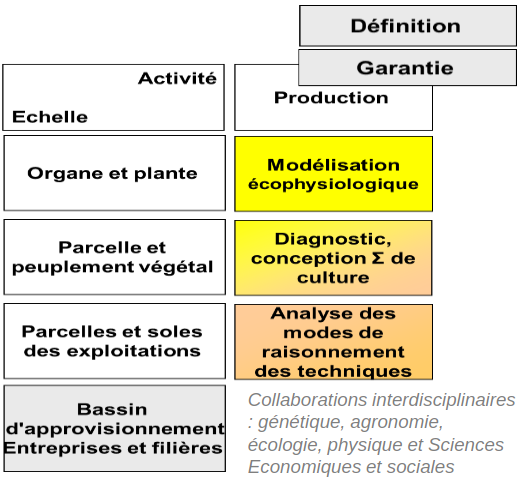 Définition
Garantie
Activité
Echelle
Production
Organe et plante
Modélisation
écophysiologique
Parcelle et
peuplement végétal
Diagnostic,
conception Σ de
culture
Parcelles et soles
des exploitations
Analyse des
modes de
raisonnement
des techniques
Bassin
d'approvisionnement
Entreprises et filières
Collaborations interdisciplinaires
: génétique, agronomie,
écologie, physique et Sciences
Economiques et sociales